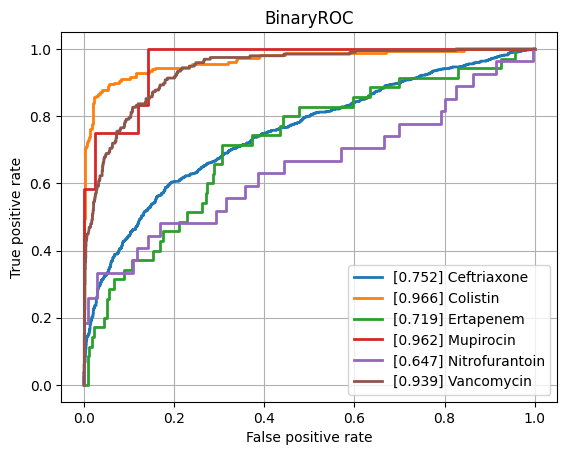 BinaryROC
True positive rate
1.0
0.8
0.6
0.4
0.2
0.0
[0.752] Ceftriaxone
[0.966] Colistin
[0.719] Ertapenem
[0.962] Mupirocin
[0.647] Nitrofurantoin
[0.939] Vancomycin
0.0 0.2 0.4 0.6 0.8 1.0
False positive rate